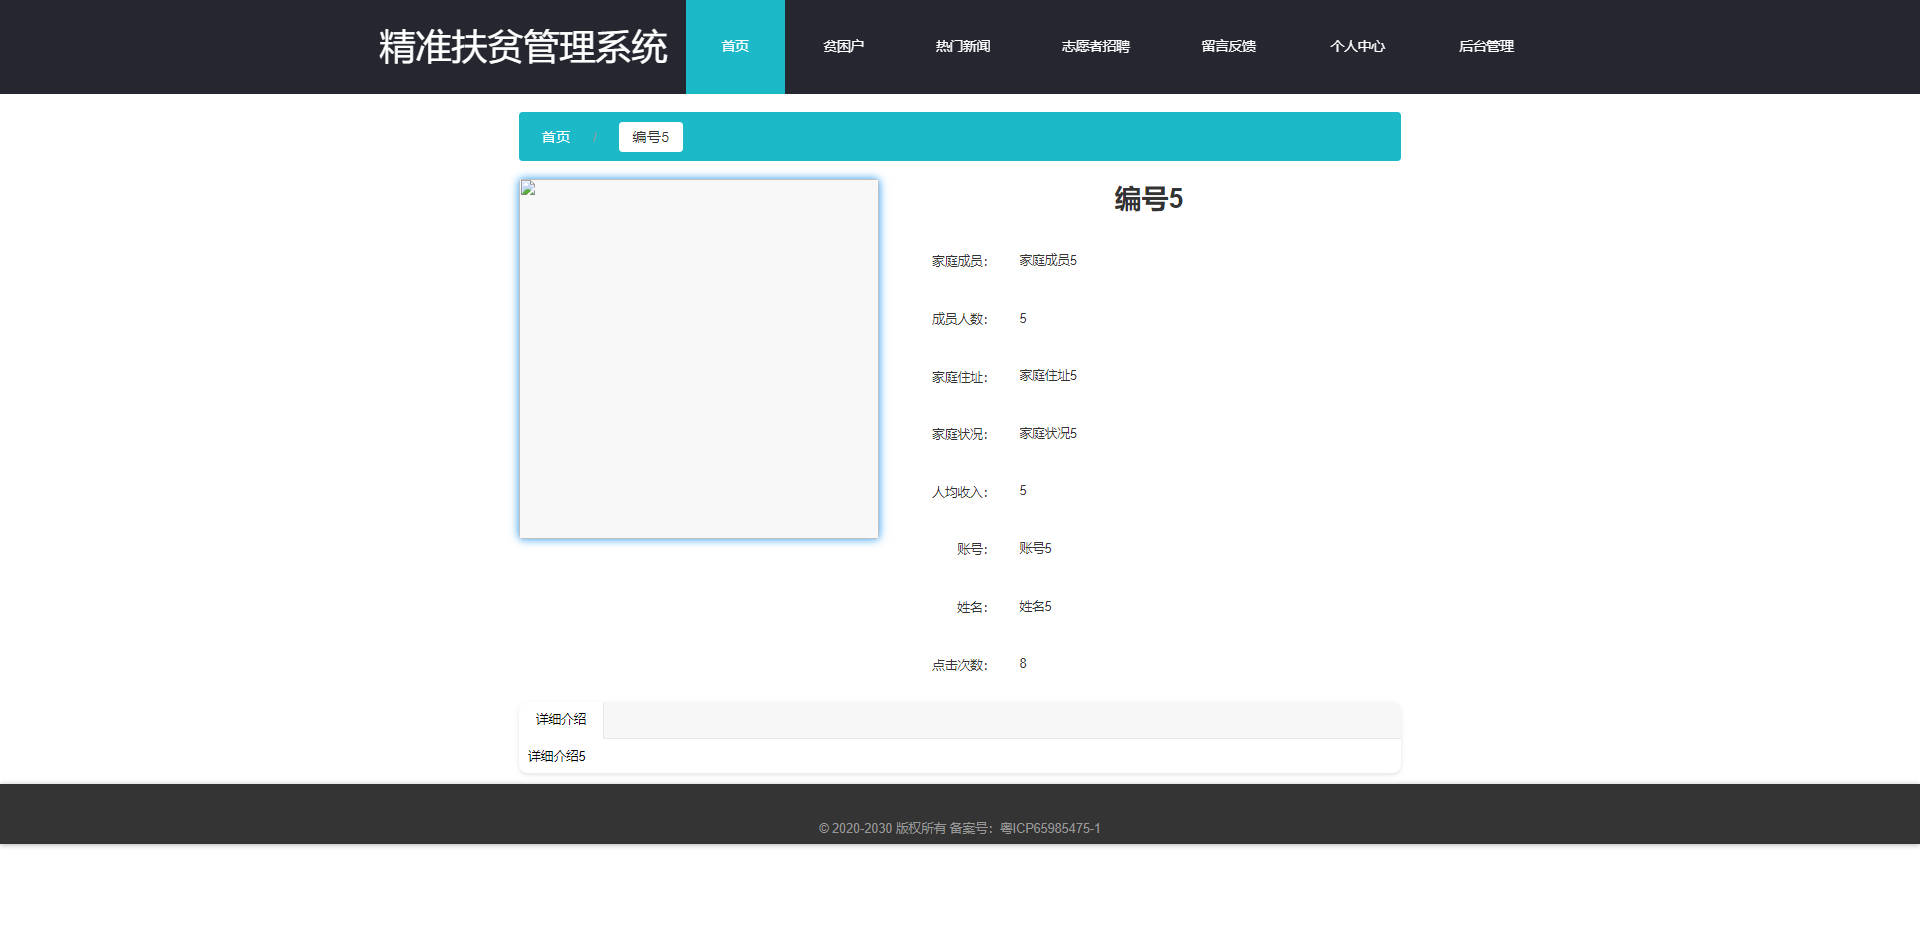 精准扶贫管理系统 首页 贫困户 热门新闻 志愿者招聘 留言反馈 个人中心 后台管理
首页 / 编号5
编号5
家庭成员： 家庭成员5
成员人数： 5
家庭住址： 家庭住址5
家庭状况： 家庭状况5
人均收入： 5
账号： 账号5
姓名： 姓名5
点击次数： 8
详细介绍
详细介绍5
© 2020-2030 版权所有 备案号：粤ICP65985475-1